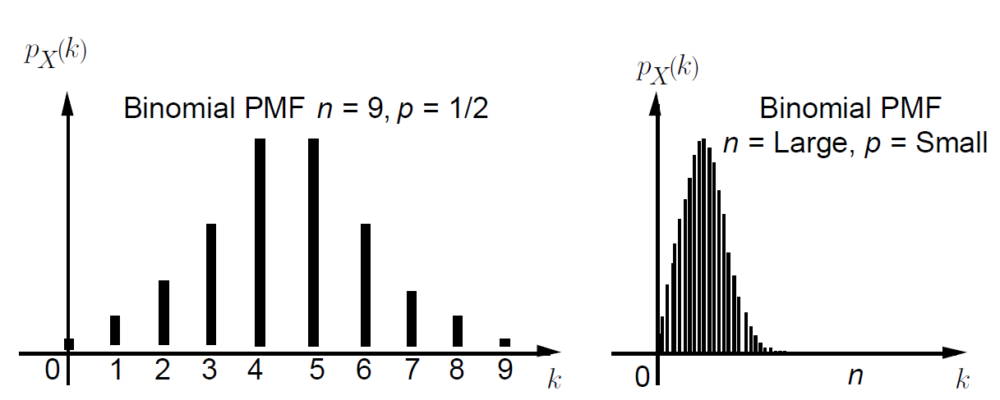 p_X(k)
Binomial PMF n = 9, p = 1/2
0 1 2 3 4 5 6 7 8 9 k
p_X(k)
Binomial PMF
n = Large, p = Small
0 n k